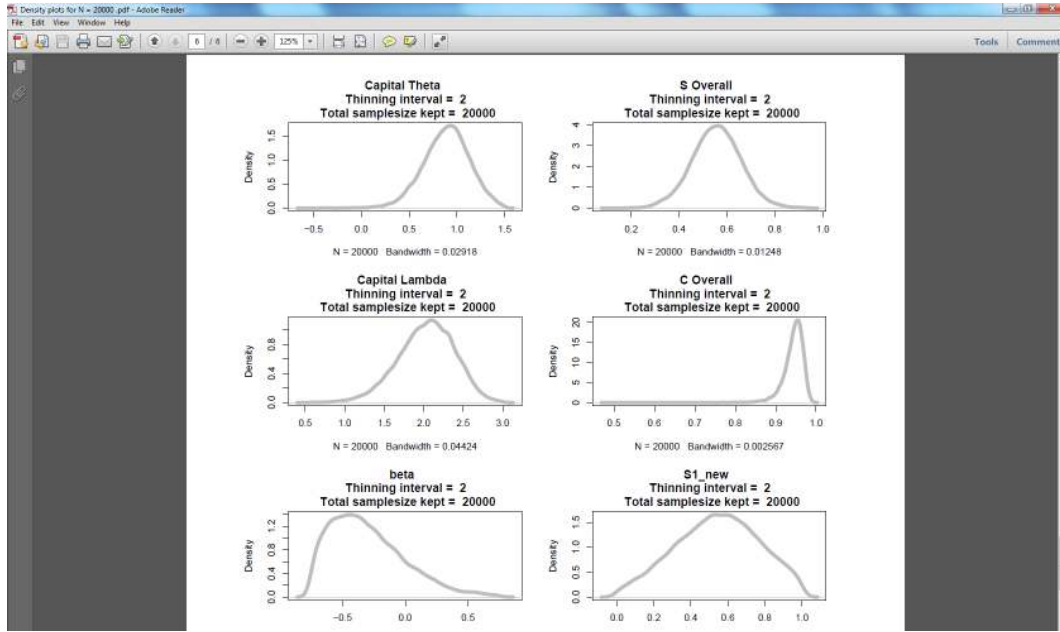 Density plots for N = 20000 .pdf - Adobe Reader
File Edit View Window Help
6 / 6 125% Tools Comment
Capital Theta
Thinning interval = 2
Total samplesize kept = 20000
Density
0.0 0.5 1.0 1.5
−0.5 0.0 0.5 1.0 1.5
N = 20000 Bandwidth = 0.02918
S Overall
Thinning interval = 2
Total samplesize kept = 20000
Density
0 1 2 3 4
0.2 0.4 0.6 0.8 1.0
N = 20000 Bandwidth = 0.01248
Capital Lambda
Thinning interval = 2
Total samplesize kept = 20000
Density
0.0 0.4 0.8
0.5 1.0 1.5 2.0 2.5 3.0
N = 20000 Bandwidth = 0.04424
C Overall
Thinning interval = 2
Total samplesize kept = 20000
Density
0 5 10 15 20
0.5 0.6 0.7 0.8 0.9 1.0
N = 20000 Bandwidth = 0.002567
beta
Thinning interval = 2
Total samplesize kept = 20000
Density
0.0 0.4 0.8 1.2
−0.5 0.0 0.5
S1_new
Thinning interval = 2
Total samplesize kept = 20000
Density
0.0 0.5 1.0 1.5
0.0 0.2 0.4 0.6 0.8 1.0